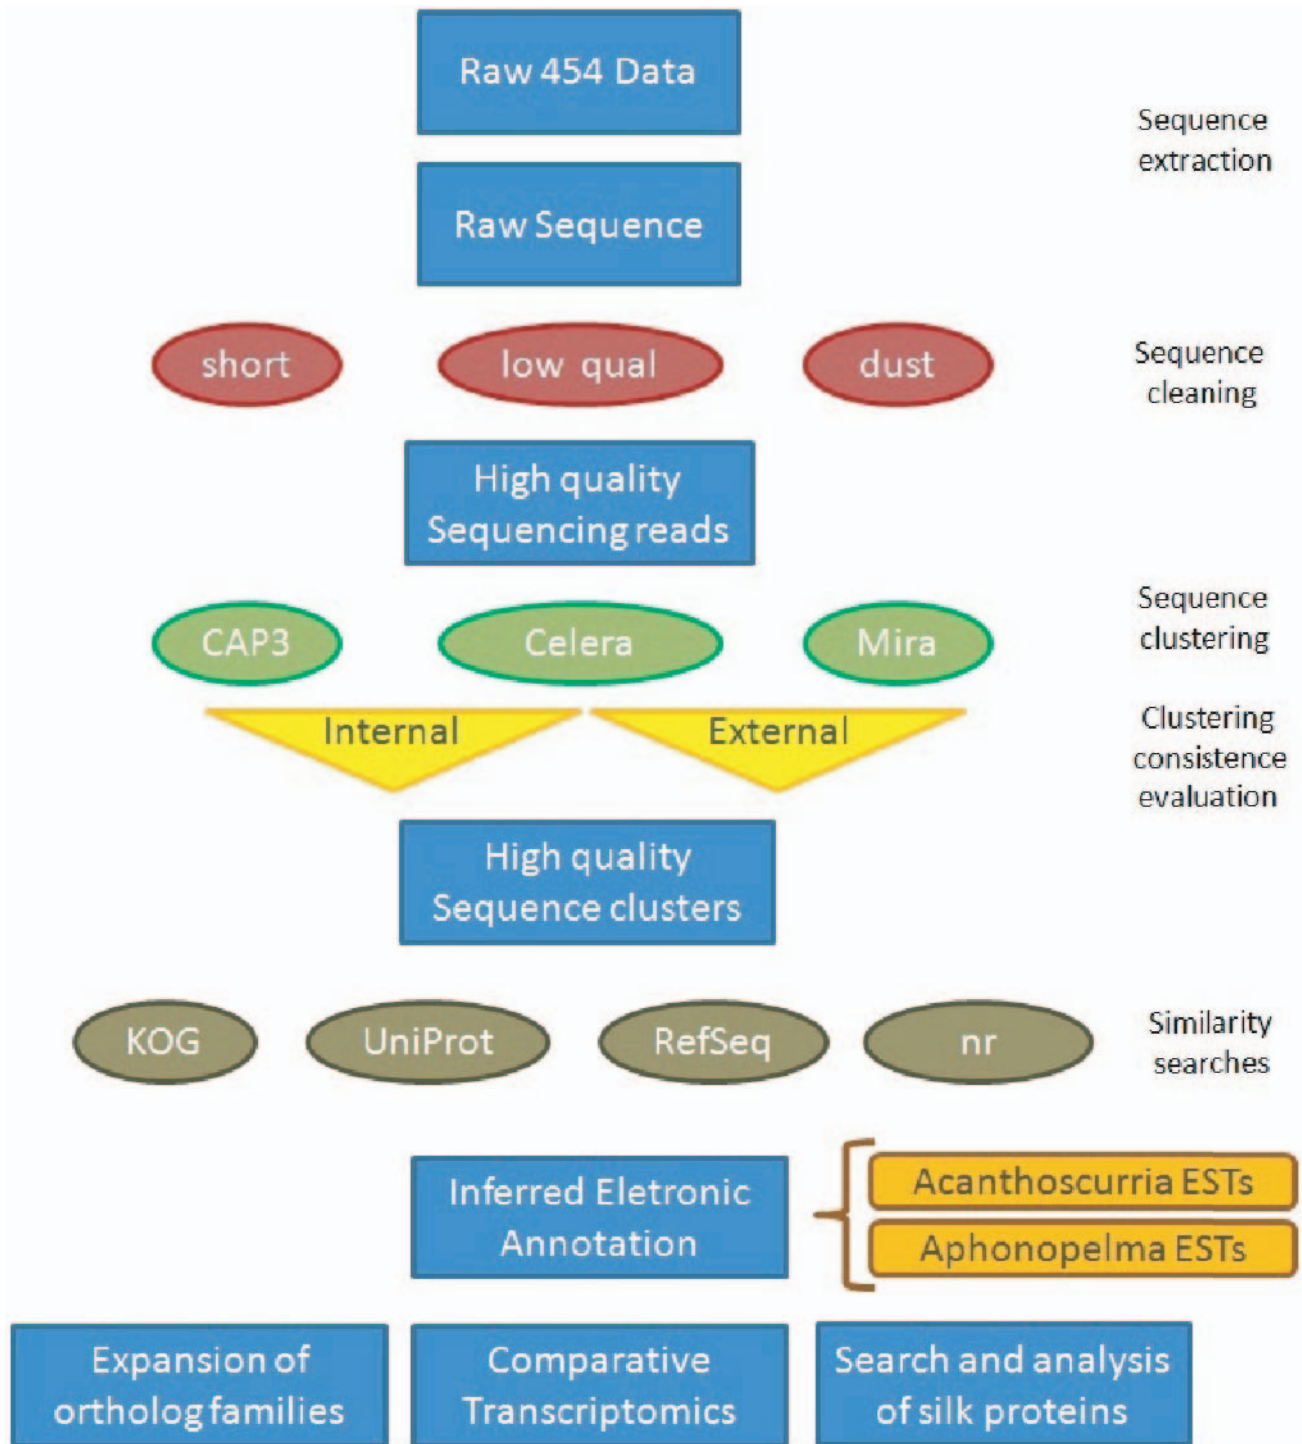 Raw 454 Data
Sequence
extraction
Raw Sequence
short
low qual
dust
Sequence
cleaning
High quality
Sequencing reads
Sequence
clustering
CAP3
Celera
Mira
Internal
External
Clustering
consistence
evaluation
High quality
Sequence clusters
KOG
UniProt
RefSeq
nr
Similarity
searches
Inferred Eletronic
Annotation
Acanthoscurria ESTs
Aphonopelma ESTs
Expansion of
ortholog families
Comparative
Transcriptomics
Search and analysis
of silk proteins